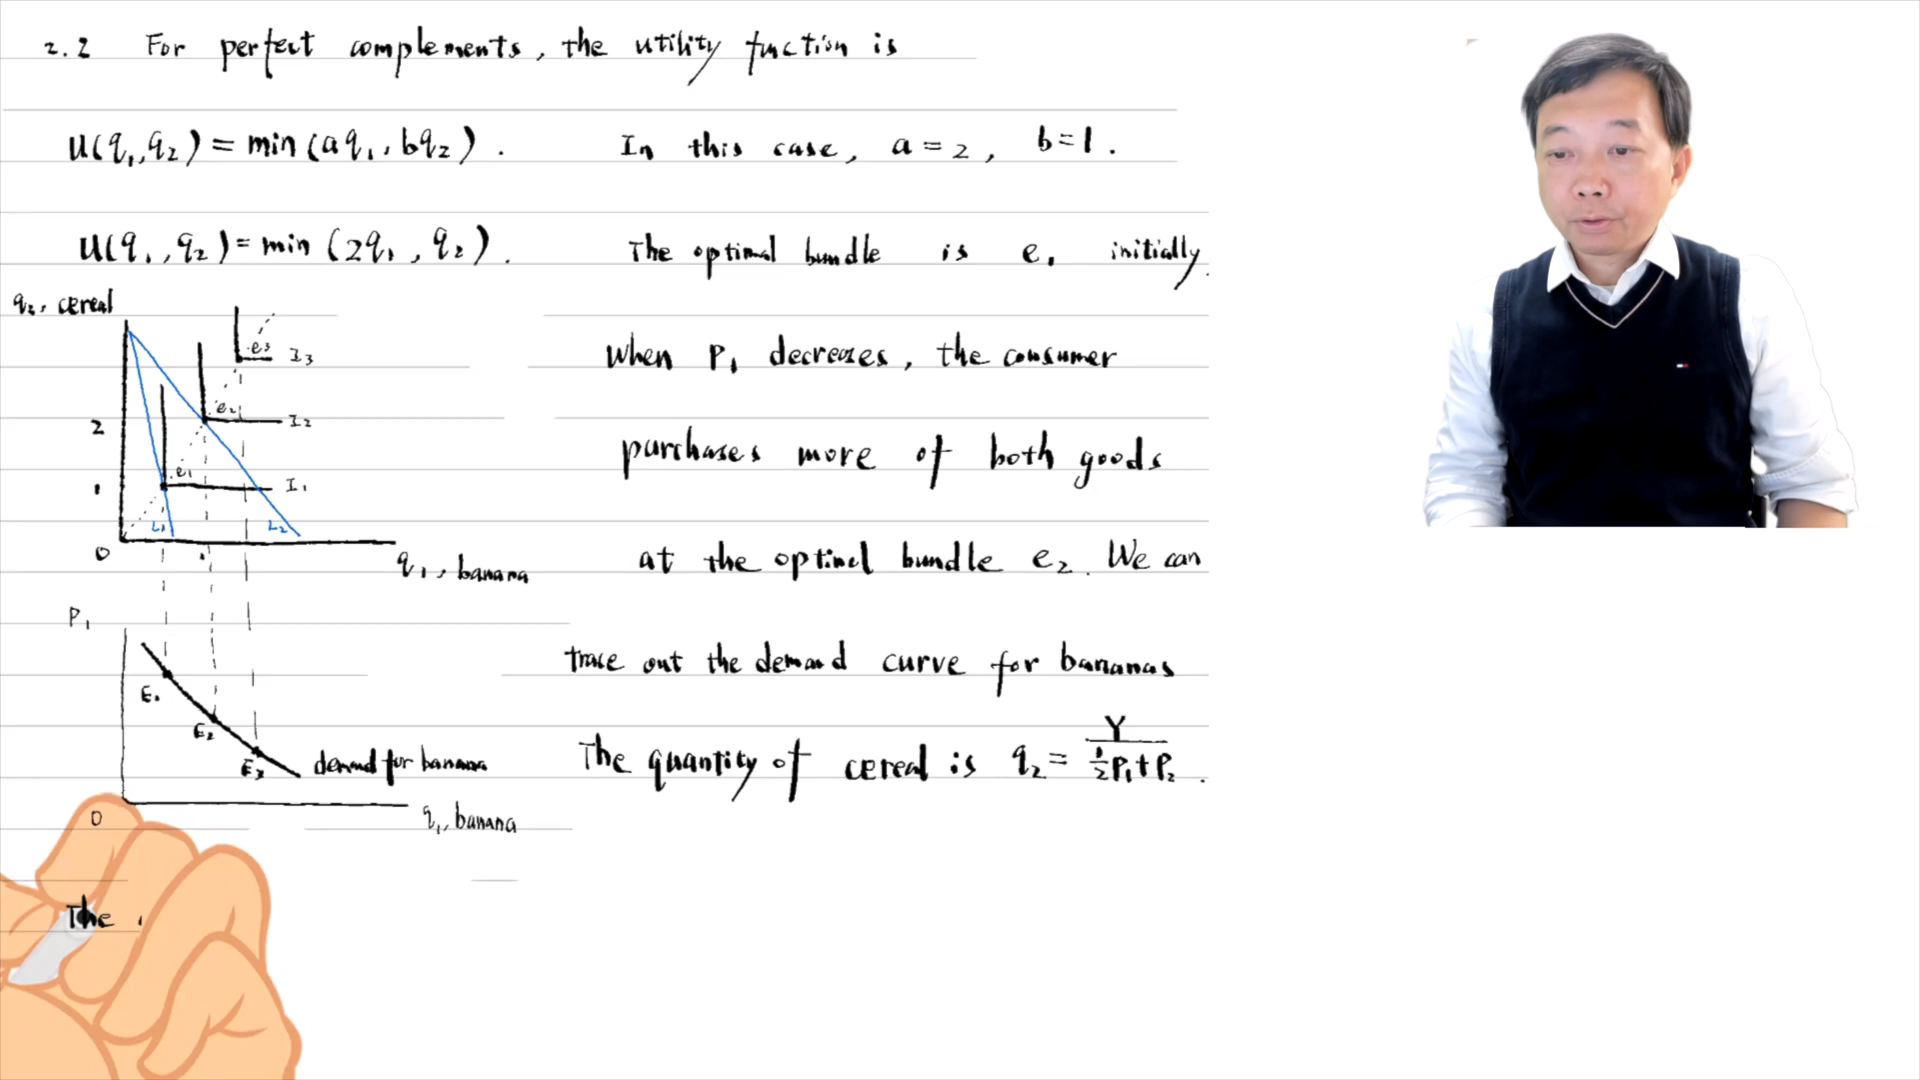 2.2 For perfect complements, the utility fuction is
U(q₁,q₂) = min(aq₁, bq₂). In this case, a = 2, b=1.
U(q₁,q₂) = min(2q₁, q₂). The optimal bundle is e₁ initially.
q₂, cereal
When P₁ decreases, the consumer
e₃ I₃
2 e₂ I₂
purchases more of both goods
1 e₁ I₁
L₁ L₂
0 q₁, banana
at the optimal bundle e₂. We can
P₁
trace out the demand curve for bananas
E₁
E₂
E₃ demand for banana
The quantity of cereal is q₂ = Y / (½P₁+P₂).
0 q₁, banana
The